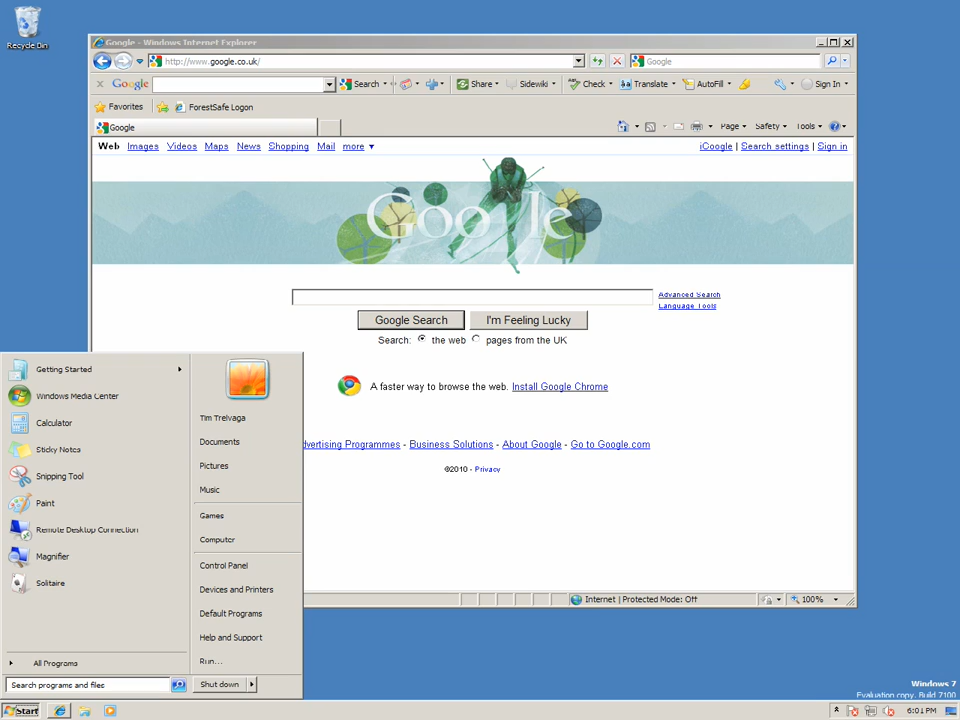 Recycle Bin
Google - Windows Internet Explorer
http://www.google.co.uk/
Google
Google
Search
Share
Sidewiki
Check
Translate
AutoFill
Sign In
Favorites
ForestSafe Logon
Google
Page
Safety
Tools
Web Images Videos Maps News Shopping Mail more ▼
iGoogle | Search settings | Sign in
Google
Advanced Search
Language Tools
Google Search
I'm Feeling Lucky
Search: the web pages from the UK
A faster way to browse the web. Install Google Chrome
dvertising Programmes - Business Solutions - About Google - Go to Google.com
©2010 - Privacy
Internet | Protected Mode: Off
100%
Getting Started
Windows Media Center
Calculator
Sticky Notes
Snipping Tool
Paint
Remote Desktop Connection
Magnifier
Solitaire
All Programs
Search programs and files
Tim Trelvaga
Documents
Pictures
Music
Games
Computer
Control Panel
Devices and Printers
Default Programs
Help and Support
Run...
Shut down
Windows 7
Evaluation copy. Build 7100
Start
6:01 PM